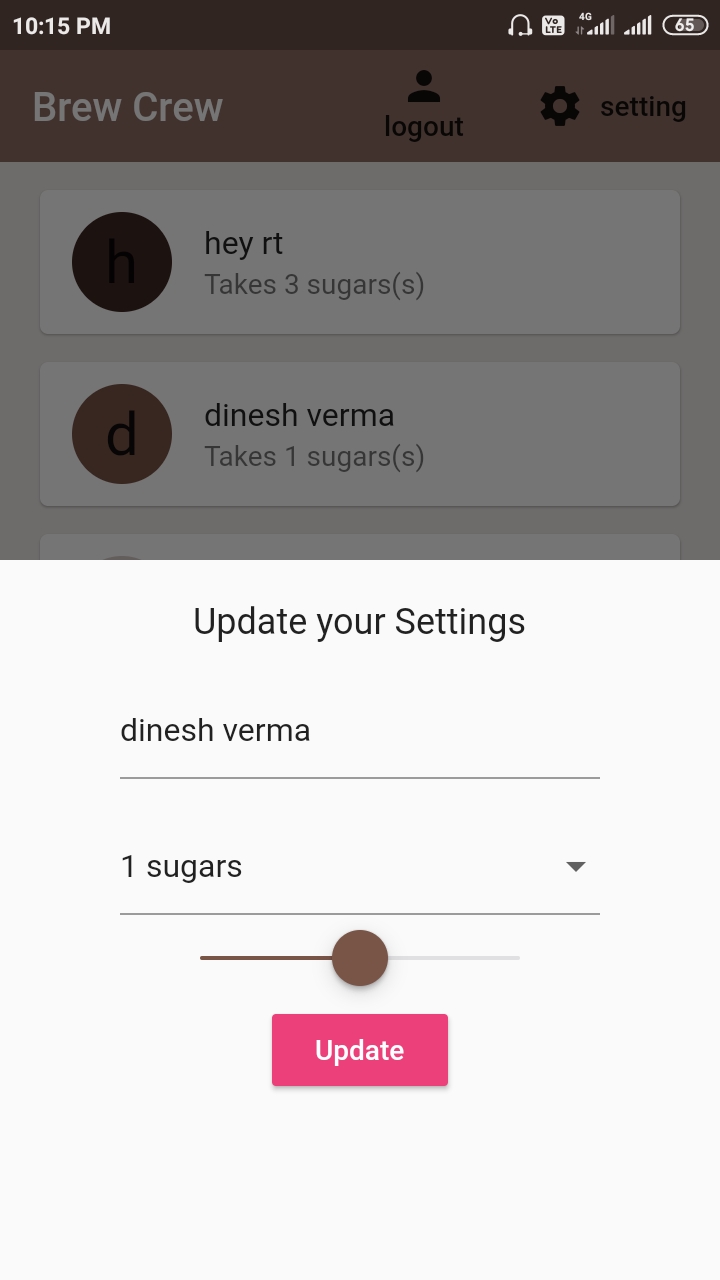 10:15 PM
Vo LTE
4G
65
Brew Crew
logout
setting
h
hey rt
Takes 3 sugars(s)
d
dinesh verma
Takes 1 sugars(s)
Update your Settings
dinesh verma
1 sugars
Update